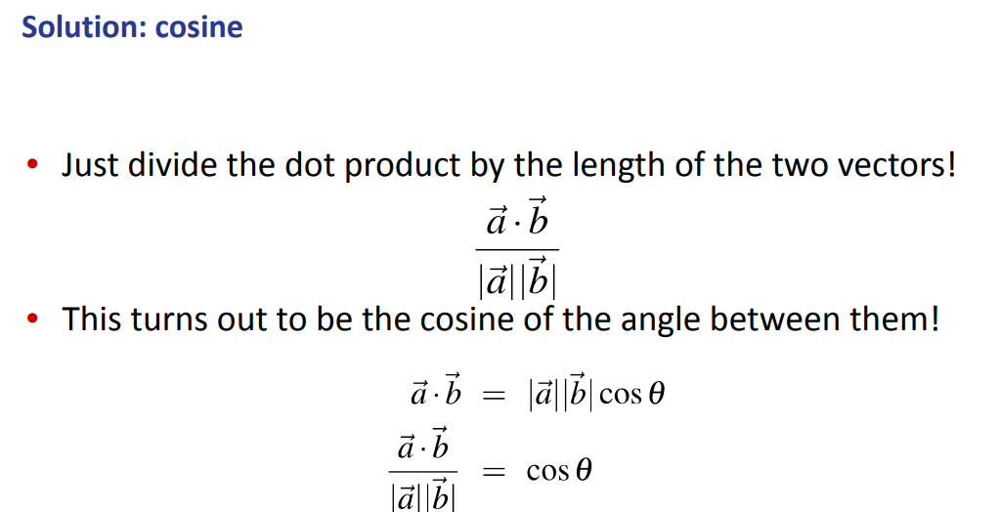 Solution: cosine
• Just divide the dot product by the length of the two vectors!
$\frac{\vec{a} \cdot \vec{b}}{|\vec{a}||\vec{b}|}$
• This turns out to be the cosine of the angle between them!
$\vec{a} \cdot \vec{b} = |\vec{a}||\vec{b}| \cos \theta$
$\frac{\vec{a} \cdot \vec{b}}{|\vec{a}||\vec{b}|} = \cos \theta$